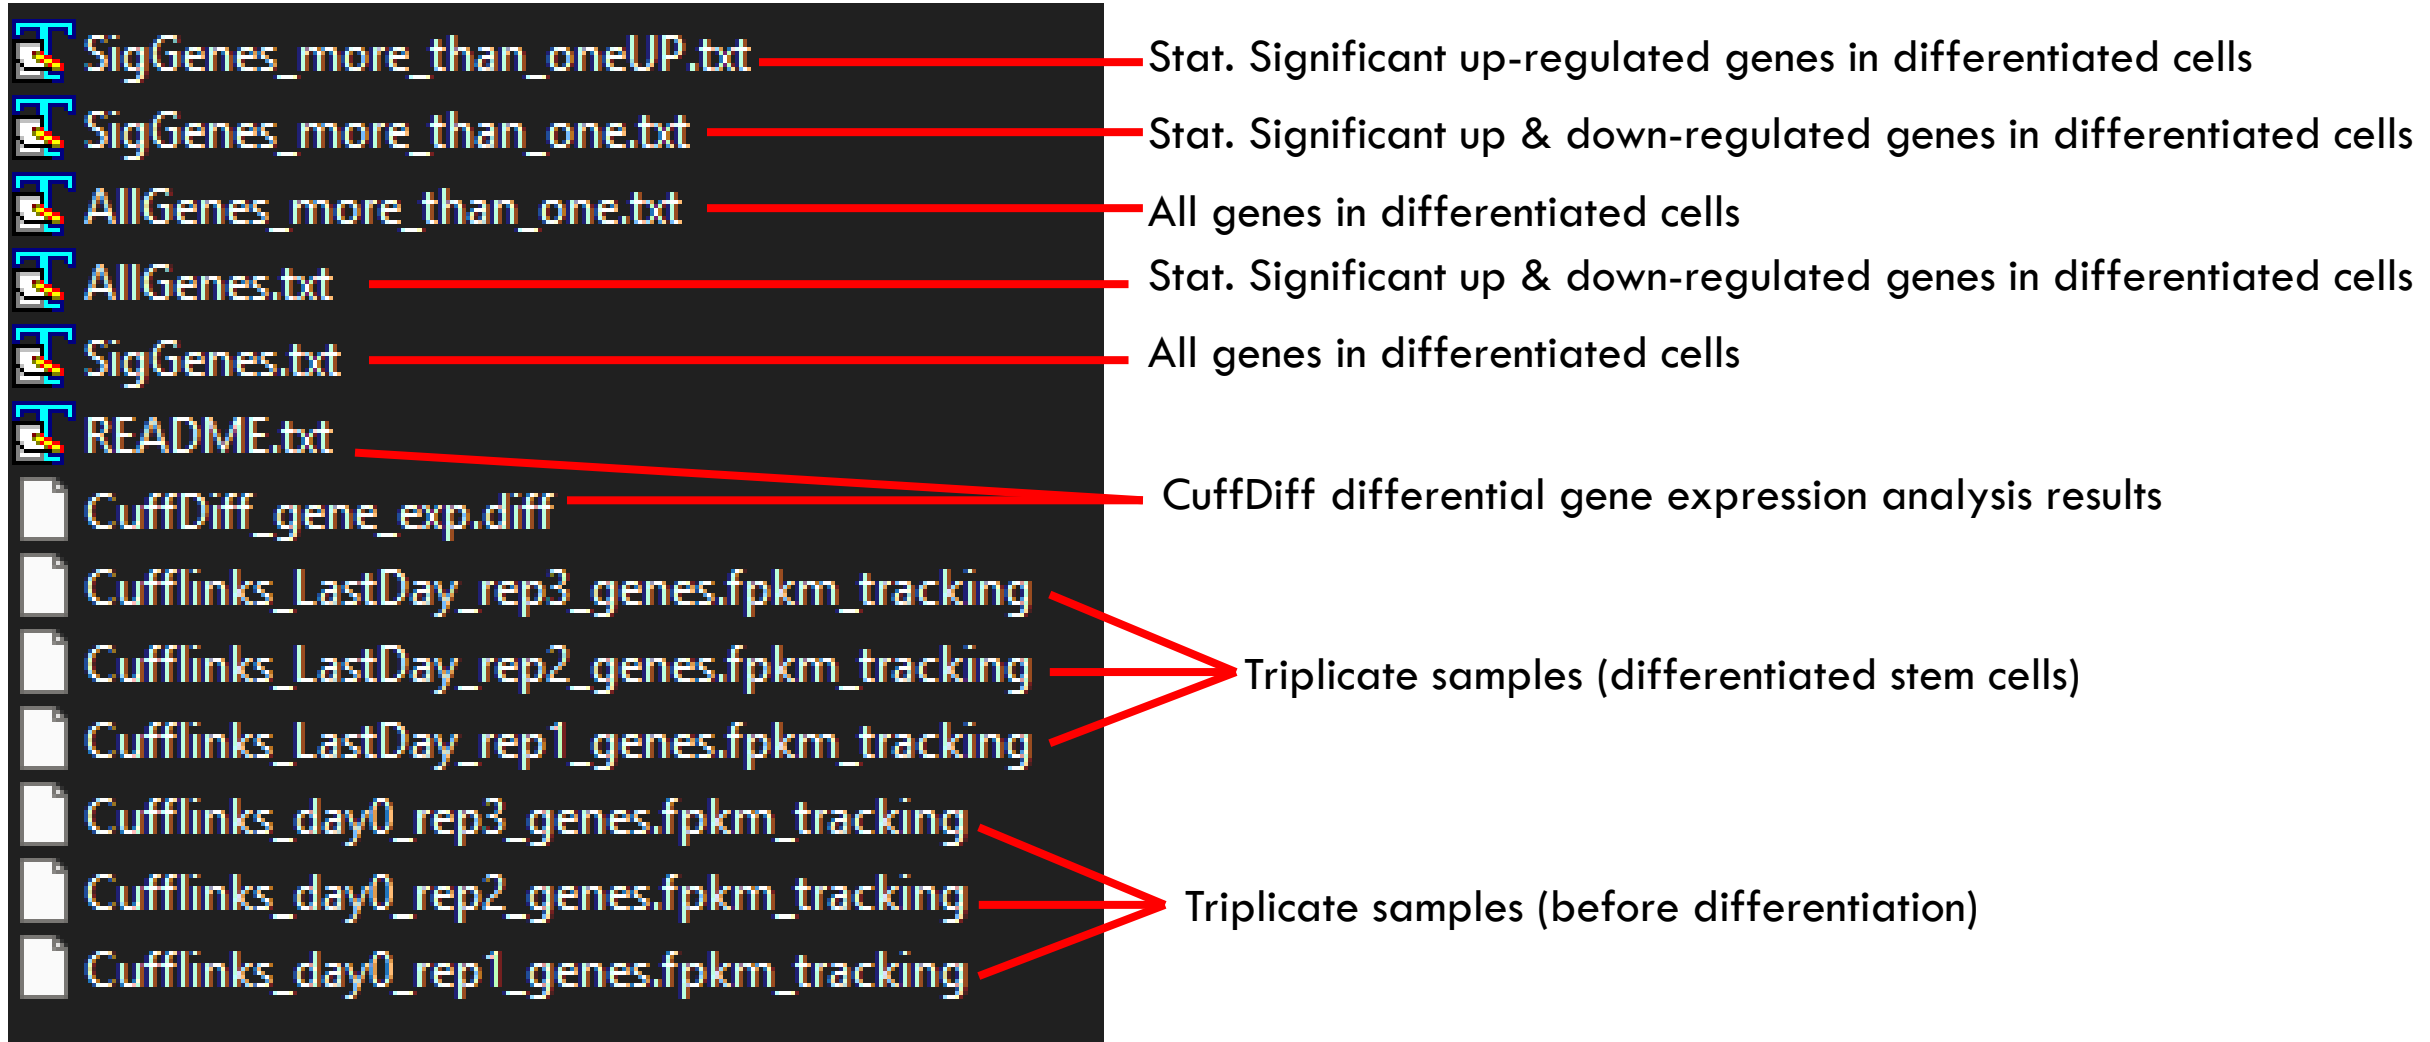 SigGenes_more_than_oneUP.txt Stat. Significant up-regulated genes in differentiated cells
SigGenes_more_than_one.txt Stat. Significant up & down-regulated genes in differentiated cells
AllGenes_more_than_one.txt All genes in differentiated cells
AllGenes.txt Stat. Significant up & down-regulated genes in differentiated cells
SigGenes.txt All genes in differentiated cells
README.txt
CuffDiff_gene_exp.diff CuffDiff differential gene expression analysis results
Cufflinks_LastDay_rep3_genes.fpkm_tracking
Cufflinks_LastDay_rep2_genes.fpkm_tracking Triplicate samples (differentiated stem cells)
Cufflinks_LastDay_rep1_genes.fpkm_tracking
Cufflinks_day0_rep3_genes.fpkm_tracking
Cufflinks_day0_rep2_genes.fpkm_tracking Triplicate samples (before differentiation)
Cufflinks_day0_rep1_genes.fpkm_tracking